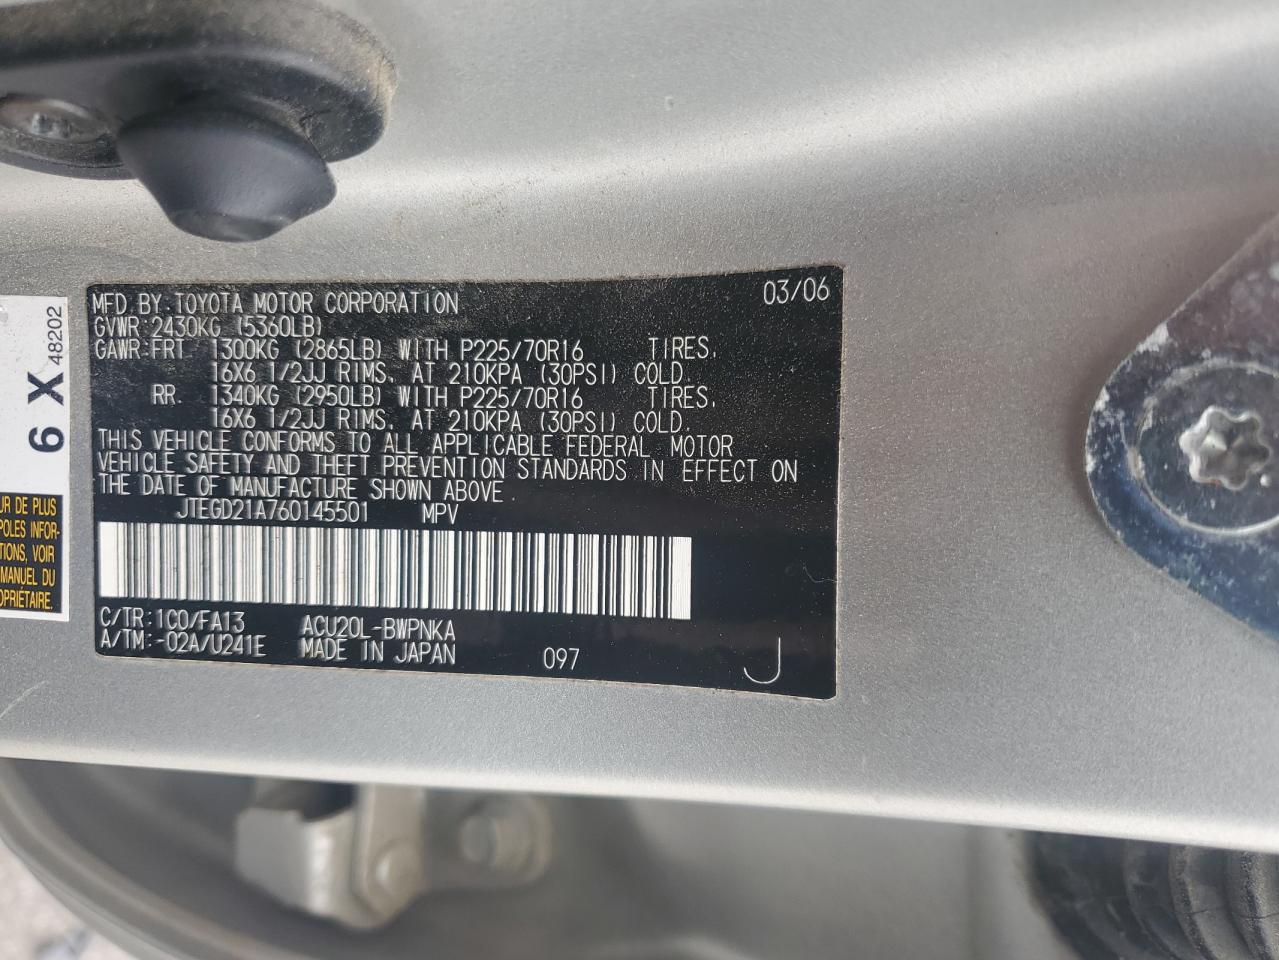 MFD. BY: TOYOTA MOTOR CORPORATION 03/06
GVWR: 2430KG (5360LB)
GAWR: FRT 1300KG (2865LB) WITH P225/70R16 TIRES,
16X6 1/2JJ RIMS, AT 210KPA (30PSI) COLD.
RR. 1340KG (2950LB) WITH P225/70R16 TIRES,
16X6 1/2JJ RIMS, AT 210KPA (30PSI) COLD.
THIS VEHICLE CONFORMS TO ALL APPLICABLE FEDERAL MOTOR
VEHICLE SAFETY AND THEFT PREVENTION STANDARDS IN EFFECT ON
THE DATE OF MANUFACTURE SHOWN ABOVE.
JTEGD21A760145501 MPV
C/TR: 1C0/FA13 ACU20L-BWPNKA
A/TM: -02A/U241E MADE IN JAPAN 097 J
6 X 48202
UR DE PLUS
POLES INFOR-
TIONS, VOIR
MANUEL DU
OPRIÉTAIRE.